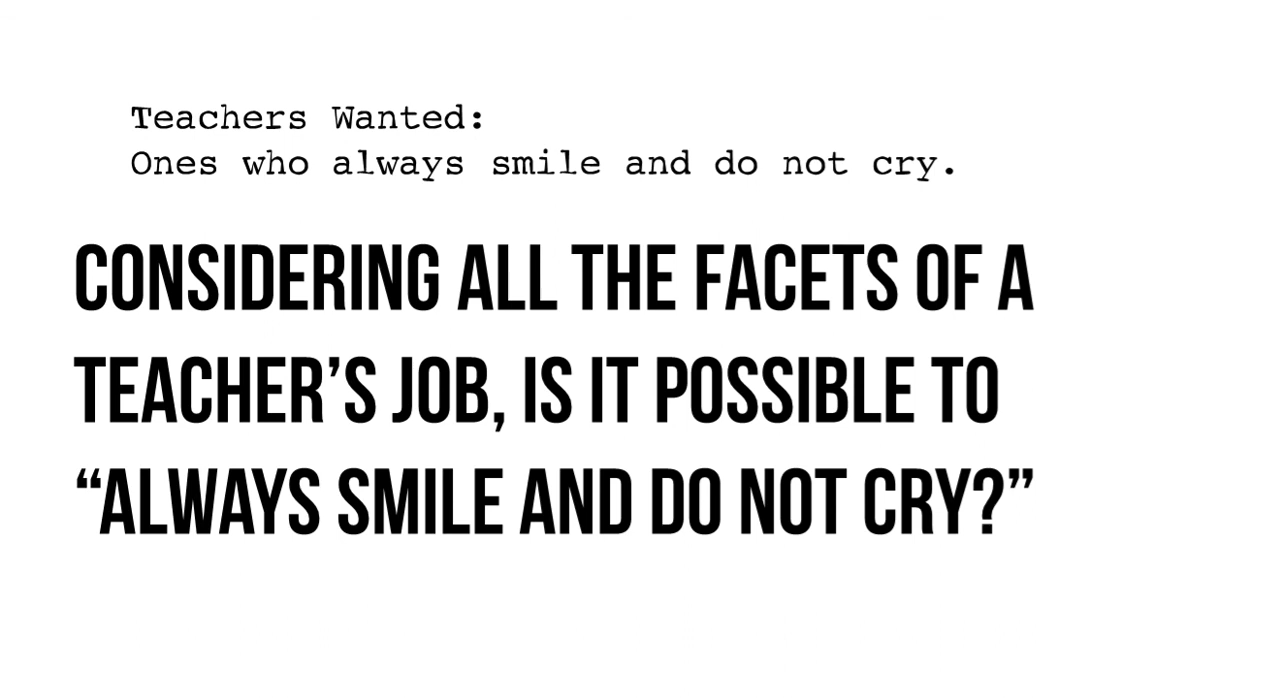 Teachers Wanted:
Ones who always smile and do not cry.
CONSIDERING ALL THE FACETS OF A
TEACHER’S JOB, IS IT POSSIBLE TO
“ALWAYS SMILE AND DO NOT CRY?”